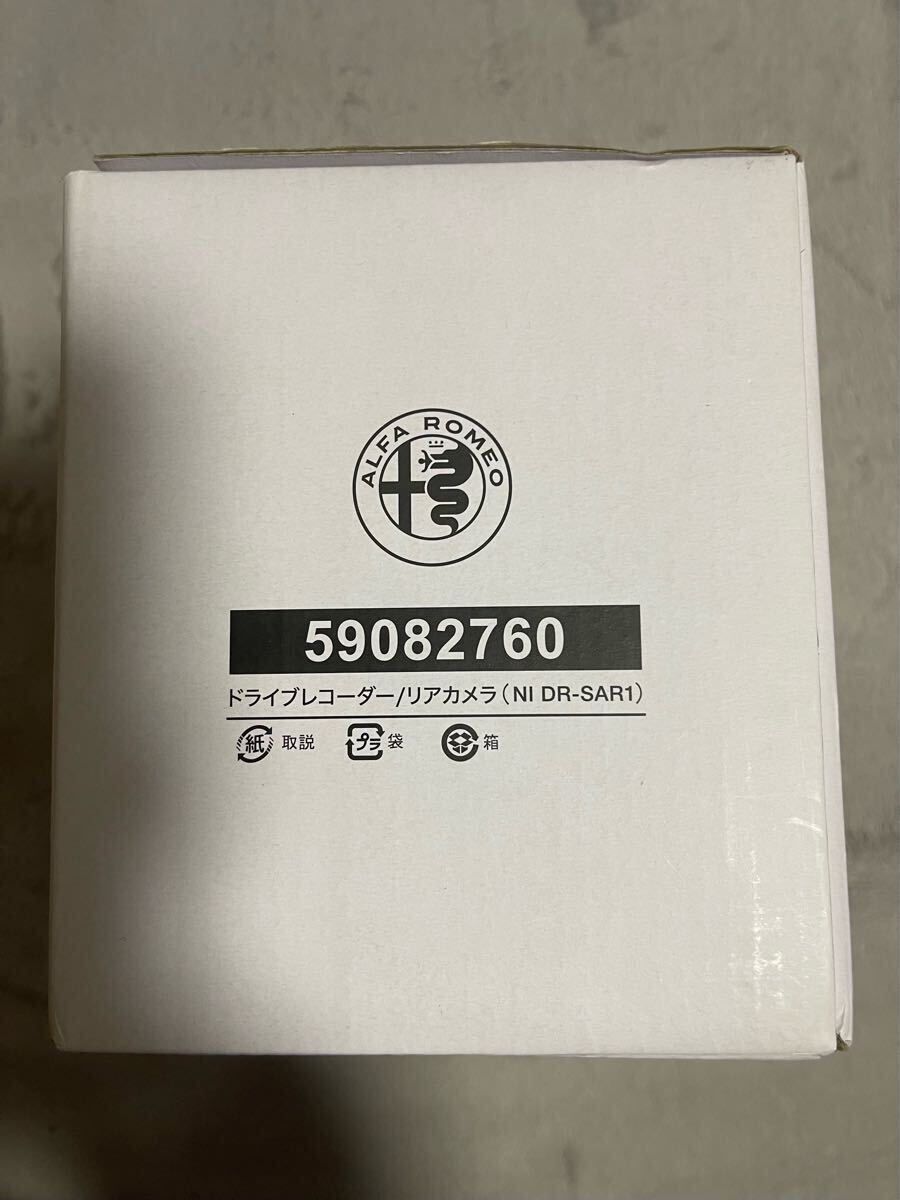 ALFA ROMEO
59082760
ドライブレコーダー/リアカメラ(NI DR-SAR1)
紙 取説 プラ 袋 箱